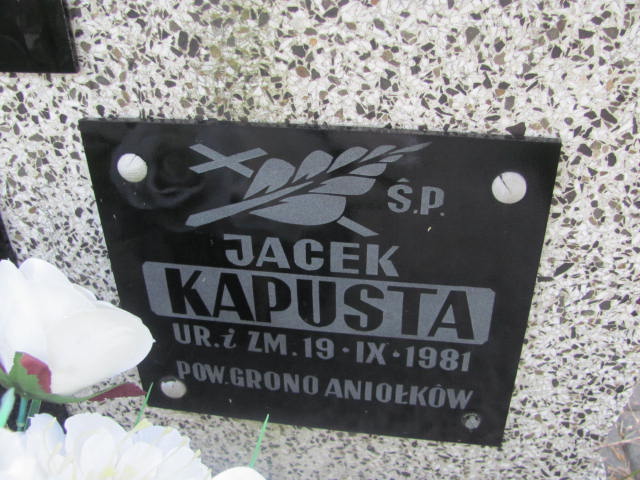 Ś.P.
JACEK
KAPUSTA
UR. i ZM. 19·IX·1981
POW. GRONO ANIOŁKÓW